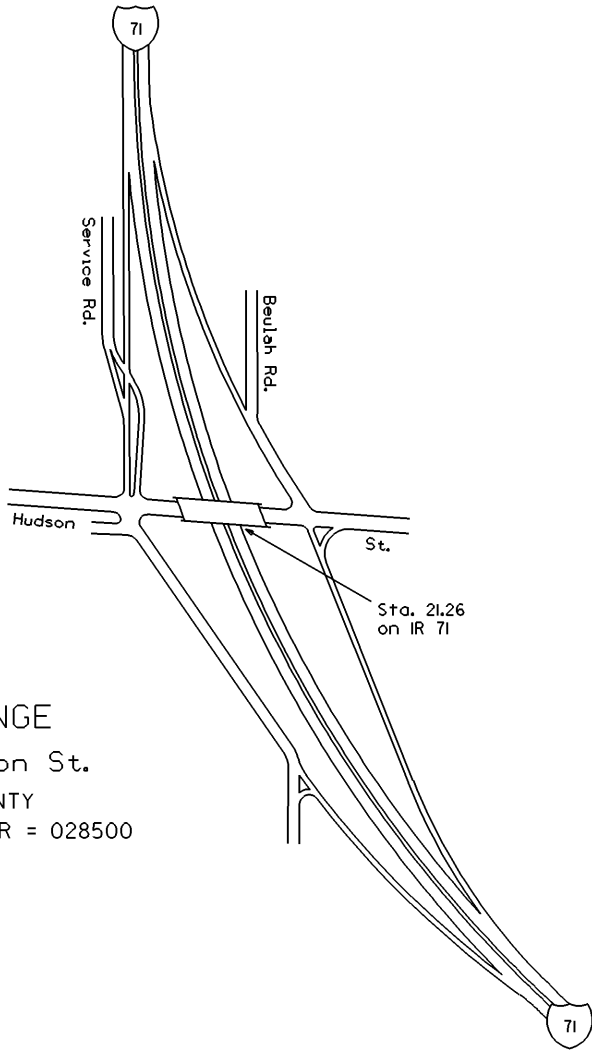 71
Service Rd.
Beulah Rd.
Hudson
St.
Sta. 21.26
on IR 71
NGE
on St.
NTY
R = 028500
71